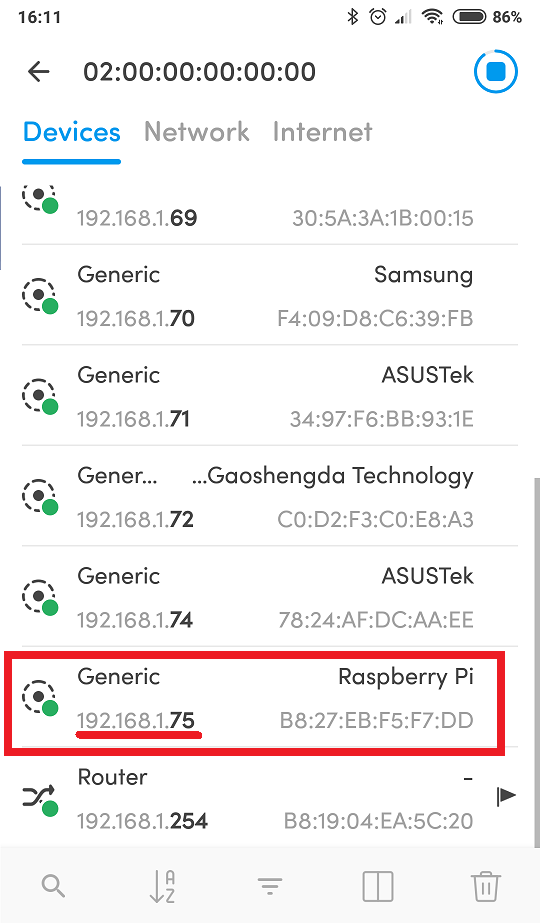 16:11 86%
02:00:00:00:00:00
Devices Network Internet
192.168.1.69 30:5A:3A:1B:00:15
Generic Samsung
192.168.1.70 F4:09:D8:C6:39:FB
Generic ASUSTek
192.168.1.71 34:97:F6:BB:93:1E
Gener... ...Gaoshengda Technology
192.168.1.72 C0:D2:F3:C0:E8:A3
Generic ASUSTek
192.168.1.74 78:24:AF:DC:AA:EE
Generic Raspberry Pi
192.168.1.75 B8:27:EB:F5:F7:DD
Router -
192.168.1.254 B8:19:04:EA:5C:20
A
Z